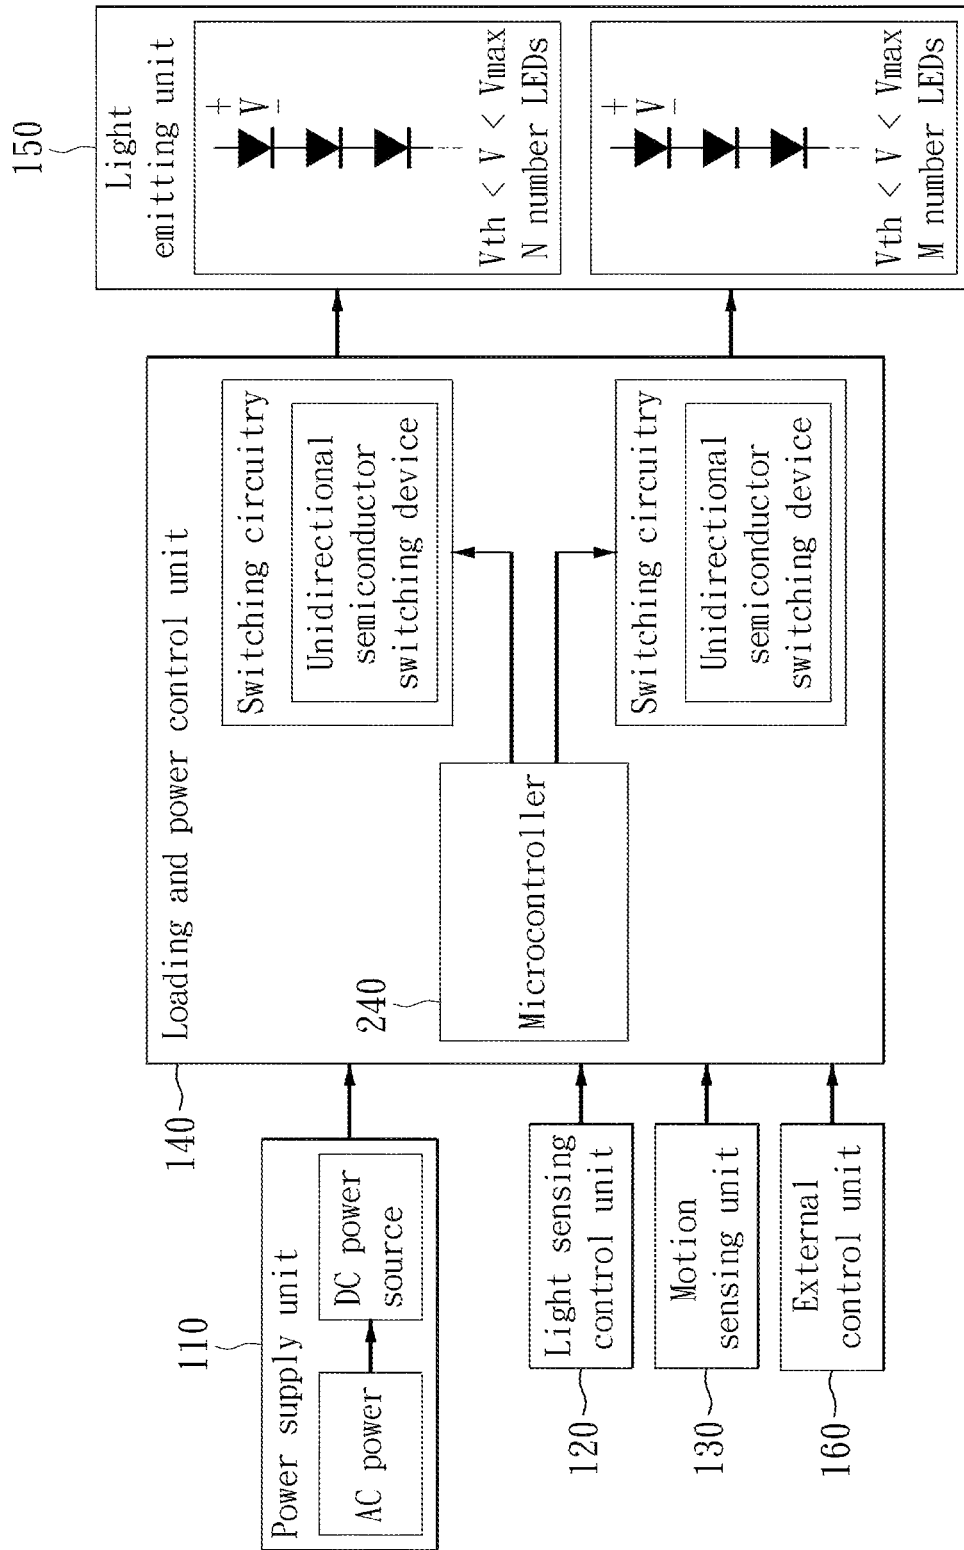 110
Power supply unit
AC power
DC power
source
120
Light sensing
control unit
130
Motion
sensing unit
160
External
control unit
140
Loading and power control unit
240
Microcontroller
Switching circuitry
Unidirectional
semiconductor
switching device
Switching circuitry
Unidirectional
semiconductor
switching device
150
Light
emitting unit
+
V
-
Vth < V < Vmax
N number LEDs
+
V
-
Vth < V < Vmax
M number LEDs